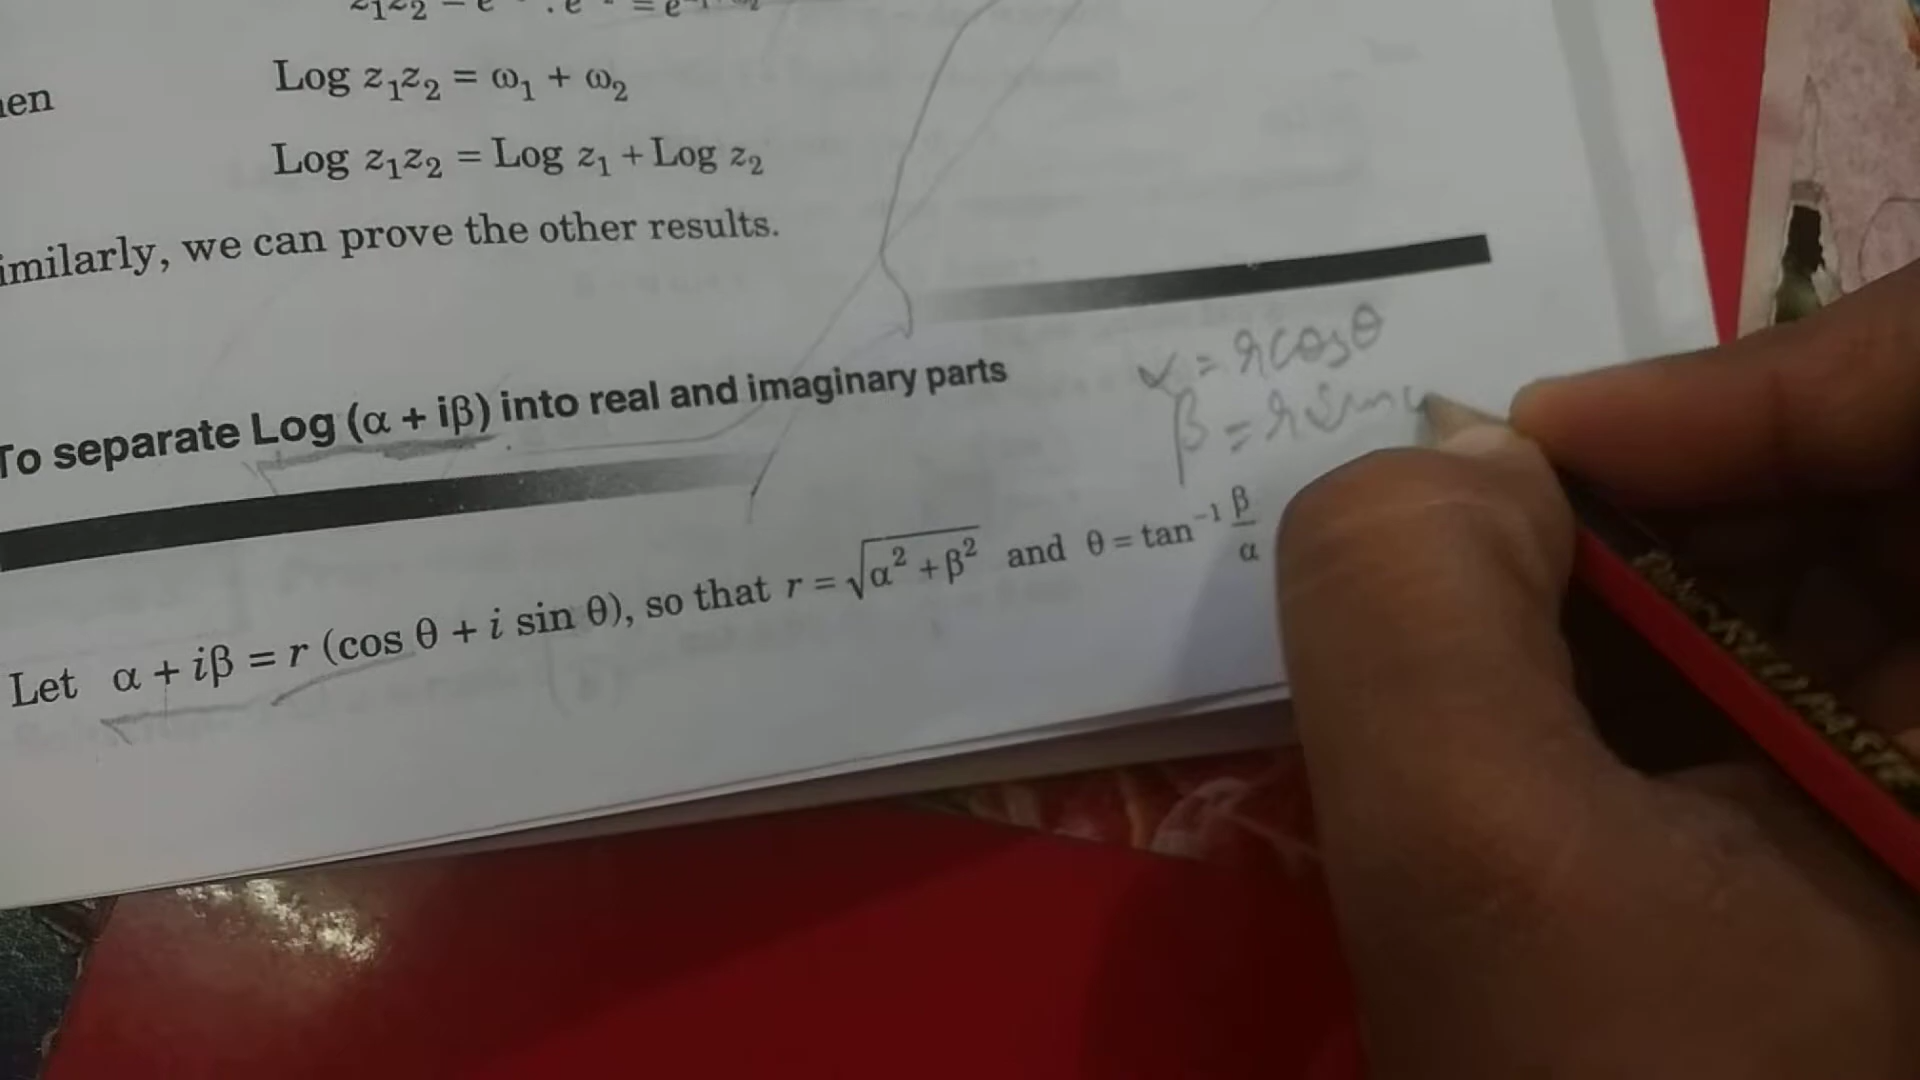 Log z₁z₂ = ω₁ + ω₂
Log z₁z₂ = Log z₁ + Log z₂
we can prove the other results.
To separate Log (α + iβ) into real and imaginary parts
α = r cos θ
β = r sin
Let α + iβ = r (cos θ + i sin θ), so that r = √(α² + β²) and θ = tan⁻¹ β/α